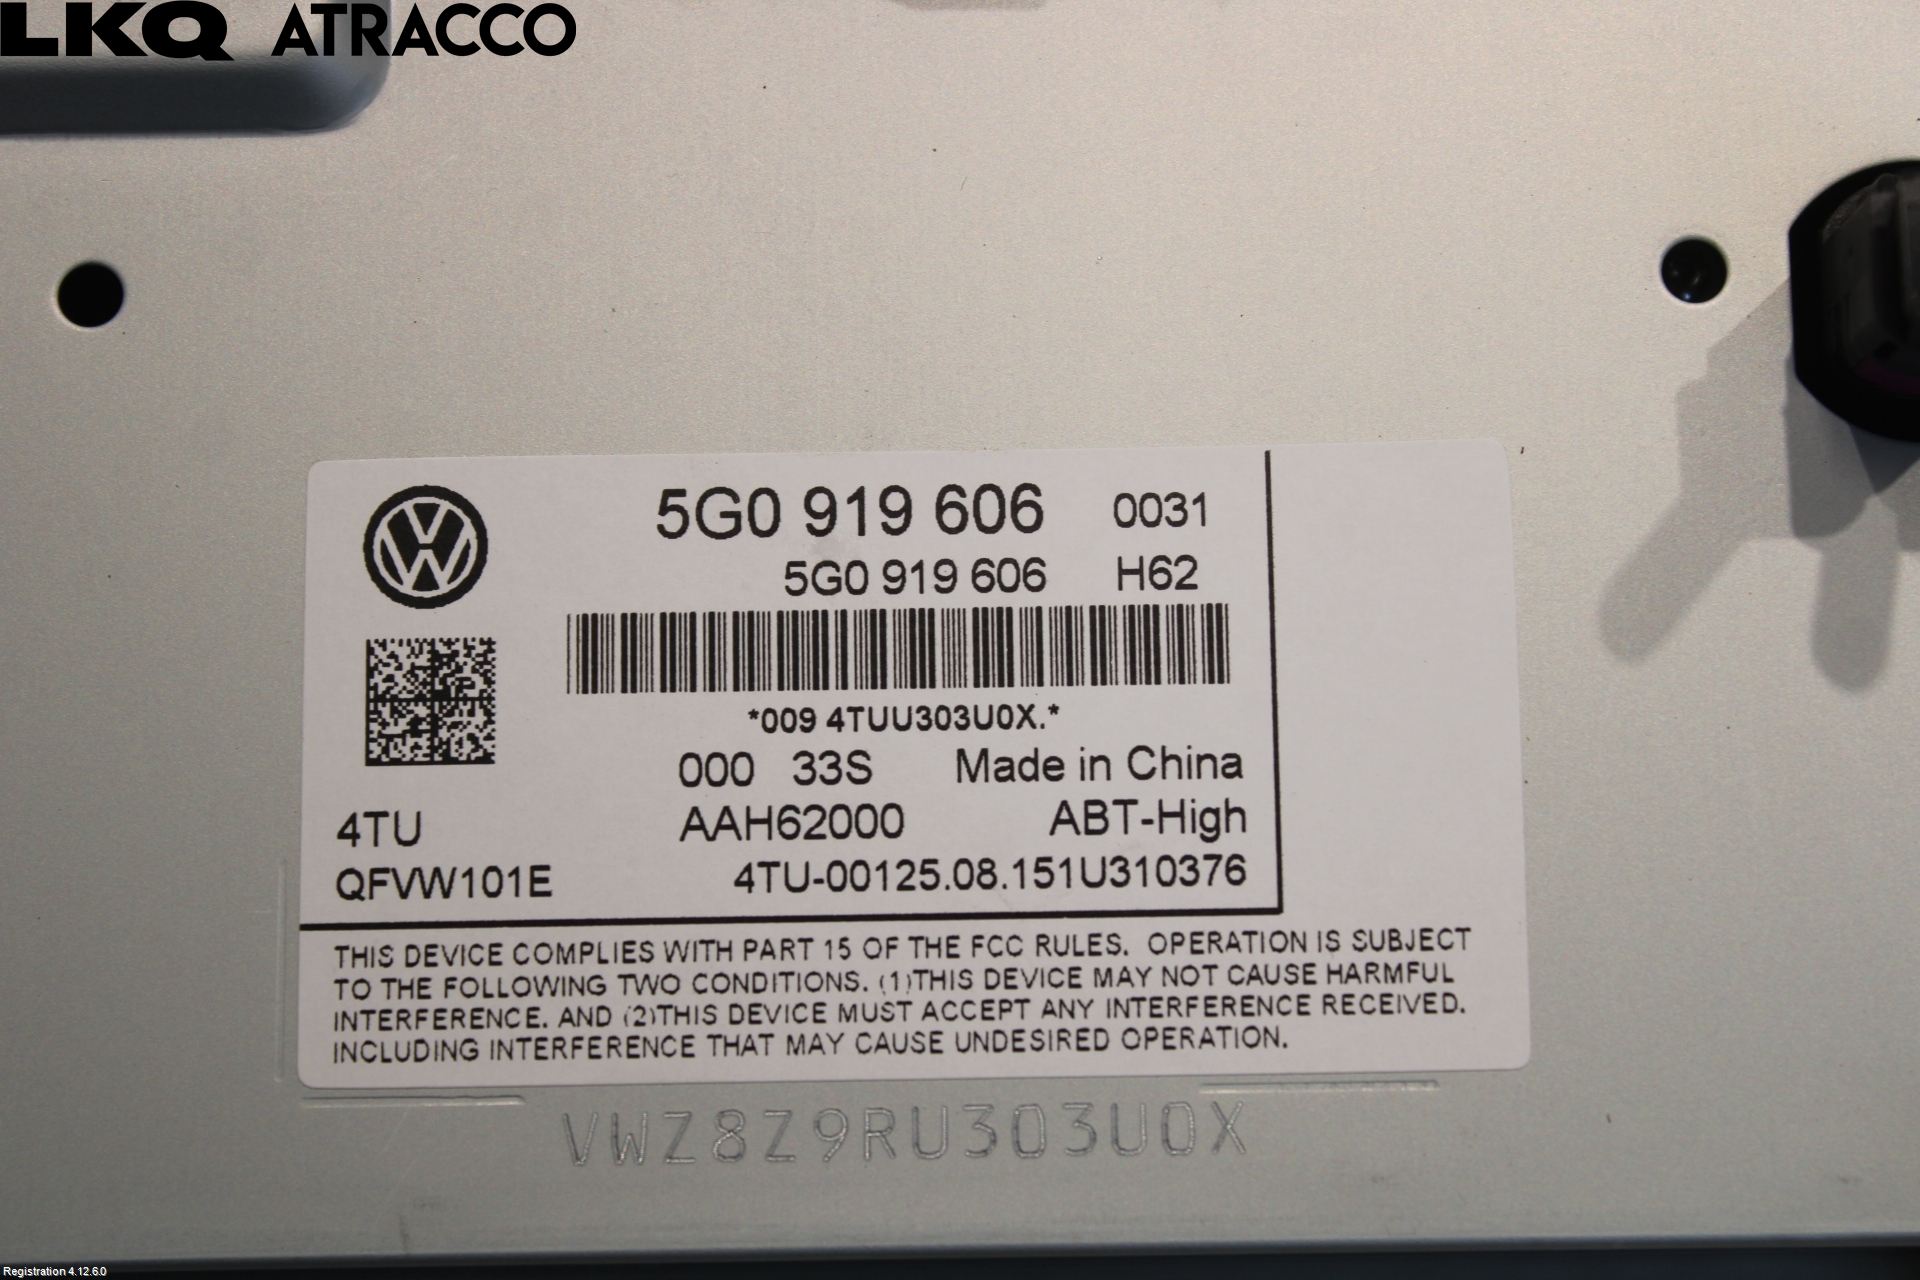 LKQ ATRACCO
5G0 919 606 0031
5G0 919 606 H62
*009 4TUU303U0X.*
000 33S Made in China
4TU AAH62000 ABT-High
QFVW101E 4TU-00125.08.151U310376
THIS DEVICE COMPLIES WITH PART 15 OF THE FCC RULES. OPERATION IS SUBJECT
TO THE FOLLOWING TWO CONDITIONS. (1)THIS DEVICE MAY NOT CAUSE HARMFUL
INTERFERENCE. AND (2)THIS DEVICE MUST ACCEPT ANY INTERFERENCE RECEIVED.
INCLUDING INTERFERENCE THAT MAY CAUSE UNDESIRED OPERATION.
VWZ8Z9RU303U0X
Registration 4.12.6.0